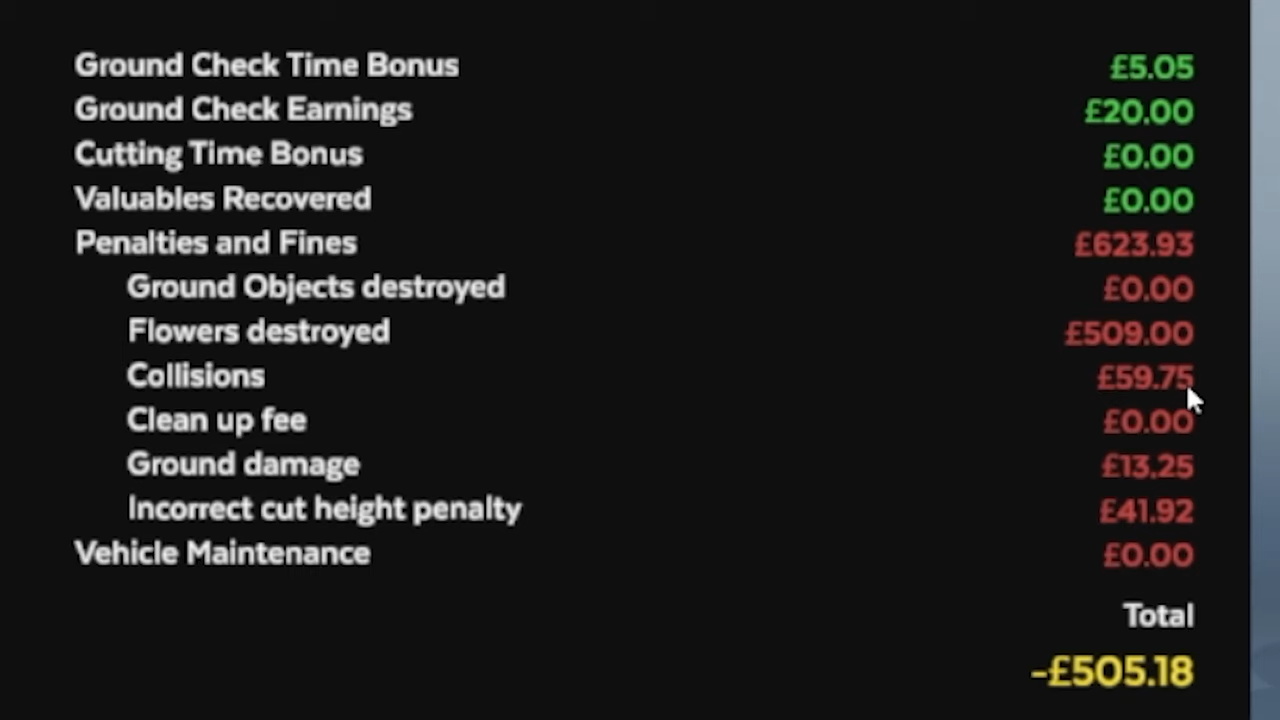 Ground Check Time Bonus £5.05
Ground Check Earnings £20.00
Cutting Time Bonus £0.00
Valuables Recovered £0.00
Penalties and Fines £623.93
Ground Objects destroyed £0.00
Flowers destroyed £509.00
Collisions £59.75
Clean up fee £0.00
Ground damage £13.25
Incorrect cut height penalty £41.92
Vehicle Maintenance £0.00
Total
-£505.18